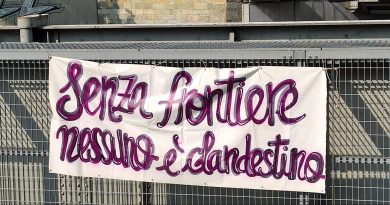 Senza frontiere
nessuno è clandestino